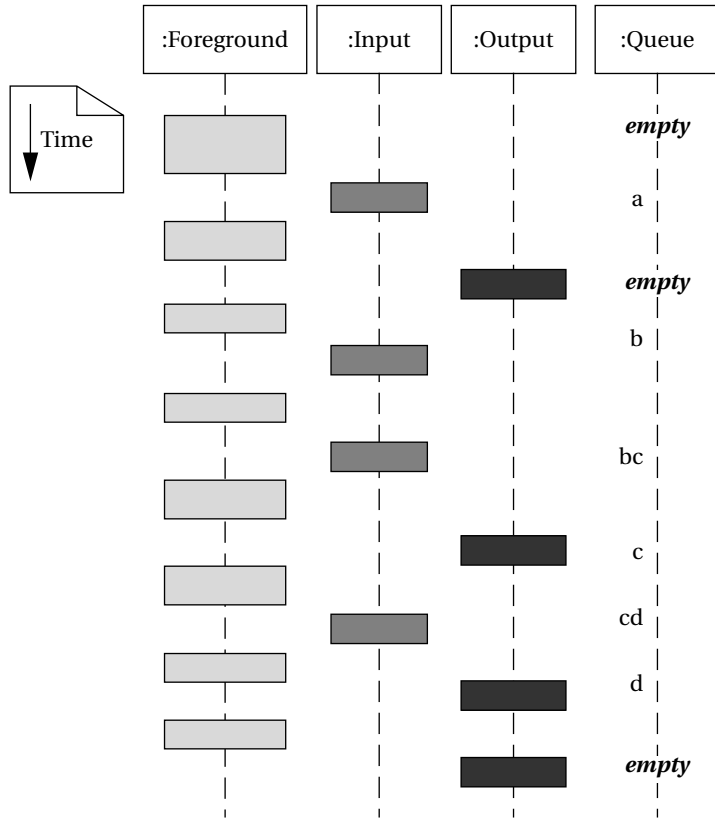 :Foreground
:Input
:Output
:Queue
Time
empty
a
empty
b
bc
c
cd
d
empty